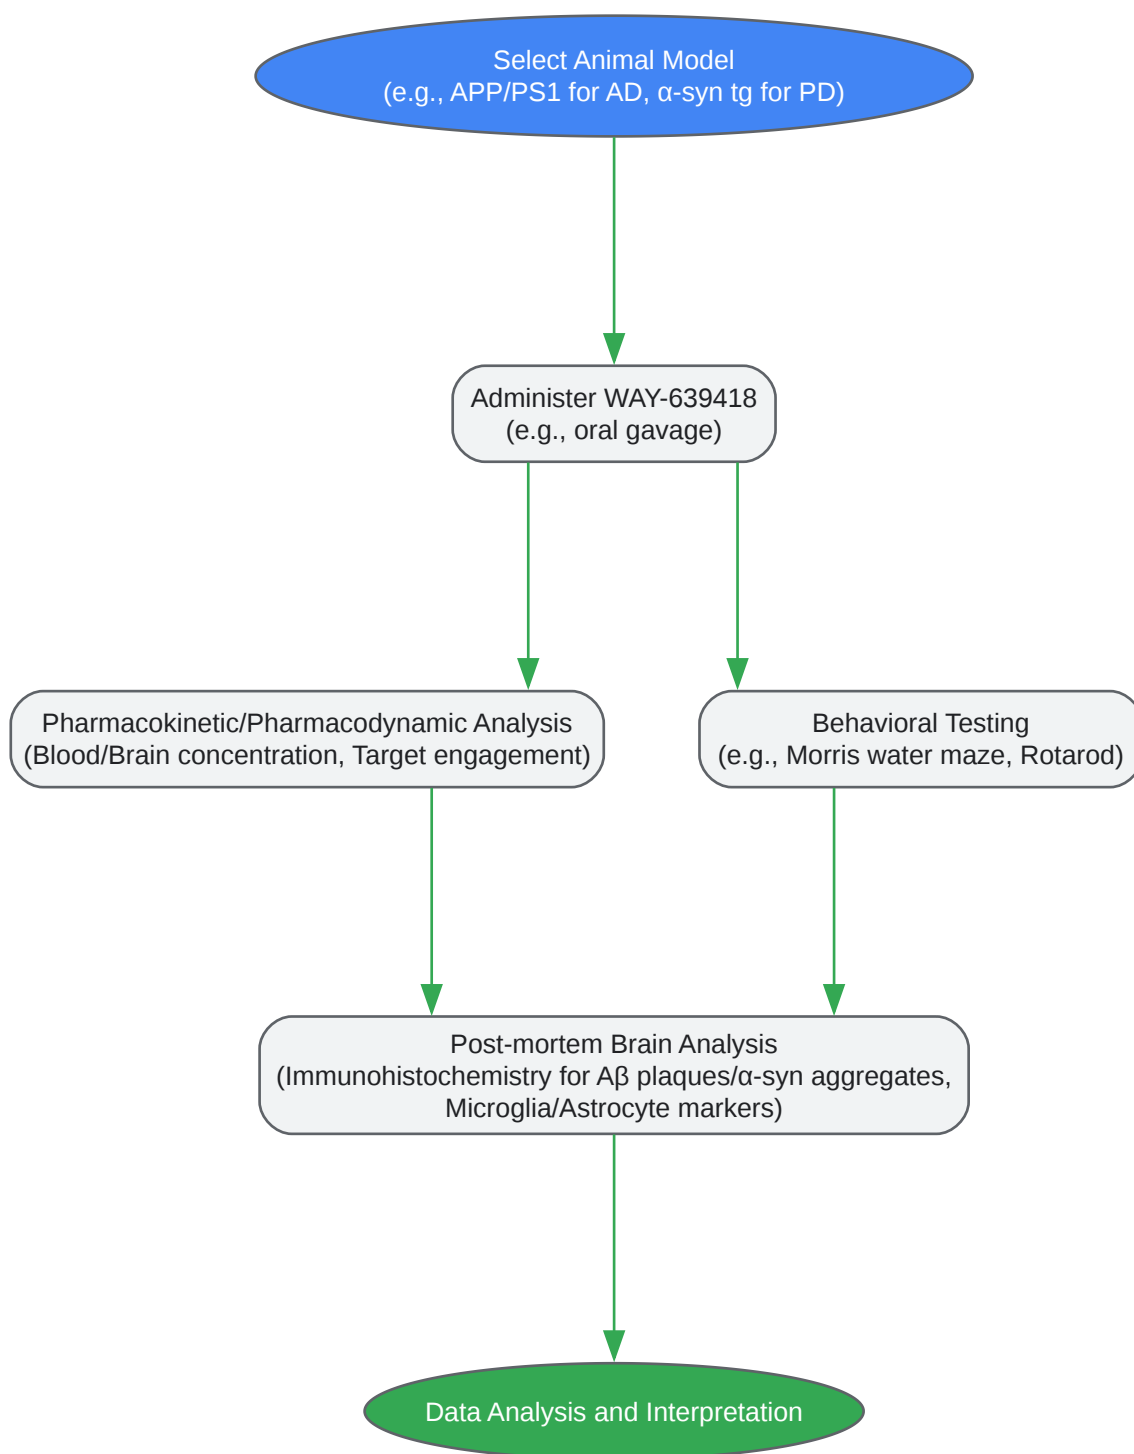 Select Animal Model
(e.g., APP/PS1 for AD, α-syn tg for PD)
Administer WAY-639418
(e.g., oral gavage)
Pharmacokinetic/Pharmacodynamic Analysis
(Blood/Brain concentration, Target engagement)
Behavioral Testing
(e.g., Morris water maze, Rotarod)
Post-mortem Brain Analysis
(Immunohistochemistry for Aβ plaques/α-syn aggregates,
Microglia/Astrocyte markers)
Data Analysis and Interpretation